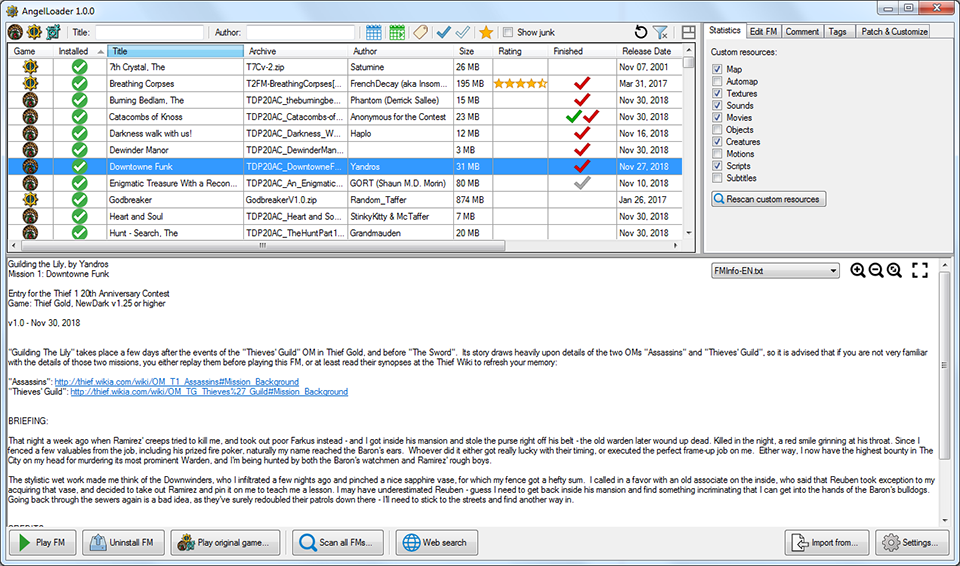 AngelLoader 1.0.0
Title: Author: Show junk
Game Installed Title Archive Author Size Rating Finished Release Date
7th Crystal, The T7Cv-2.zip Saturnine 26 MB Nov 07, 2001
Breathing Corpses T2FM-BreathingCorpses[... FrenchDecay (aka Insom... 195 MB Mar 31, 2017
Burning Bedlam, The TDP20AC_theburningbe... Phantom (Derrick Sallee) 15 MB Nov 30, 2018
Catacombs of Knoss TDP20AC_Catacombs-of... Anonymous for the Contest 23 MB Nov 30, 2018
Darkness walk with us! TDP20AC_Darkness_W... Haplo 12 MB Nov 16, 2018
Dewinder Manor TDP20AC_DewinderMan... 3 MB Nov 30, 2018
Downtowne Funk TDP20AC_DowntowneF... Yandros 31 MB Nov 27, 2018
Enigmatic Treasure With a Recon... TDP20AC_An_Enigmatic... GORT (Shaun M.D. Morin) 80 MB Nov 10, 2018
Godbreaker GodbreakerV1.0.zip Random_Taffer 874 MB Jan 26, 2017
Heart and Soul TDP20AC_Heart and So... StinkyKitty & McTaffer 7 MB Nov 30, 2018
Hunt - Search, The TDP20AC_TheHuntPart1... Grandmauden 20 MB Nov 30, 2018
Statistics Edit FM Comment Tags Patch & Customize
Custom resources:
Map
Automap
Textures
Sounds
Movies
Objects
Creatures
Motions
Scripts
Subtitles
Rescan custom resources
FMInfo-EN.txt
Guilding the Lily, by Yandros
Mission 1: Downtowne Funk
Entry for the Thief 1 20th Anniversary Contest
Game: Thief Gold, NewDark v1.25 or higher
v1.0 - Nov 30, 2018
"Guilding The Lily" takes place a few days after the events of the "Thieves' Guild" OM in Thief Gold, and before "The Sword". Its story draws heavily upon details of the two OMs "Assassins" and "Thieves' Guild", so it is advised that if you are not very familiar
with the details of those two missions, you either replay them before playing this FM, or at least read their synopses at the Thief Wiki to refresh your memory:
"Assassins": http://thief.wikia.com/wiki/OM_T1_Assassins#Mission_Background
"Thieves' Guild": http://thief.wikia.com/wiki/OM_TG_Thieves%27_Guild#Mission_Background
BRIEFING:
That night a week ago when Ramirez' creeps tried to kill me, and took out poor Farkus instead - and I got inside his mansion and stole the purse right off his belt - the old warden later wound up dead. Killed in the night, a red smile grinning at his throat. Since I
fenced a few valuables from the job, including his prized fire poker, naturally my name reached the Baron's ears. Whoever did it either got really lucky with their timing, or executed the perfect frame-up job on me. Either way, I now have the highest bounty in The
City on my head for murdering its most prominent Warden, and I'm being hunted by both the Baron's watchmen and Ramirez' rough boys.
The stylistic wet work made me think of the Downwinders, who I infiltrated a few nights ago and pinched a nice sapphire vase, for which my fence got a hefty sum. I called in a favor with an old associate on the inside, who said that Reuben took exception to my
acquiring that vase, and decided to take out Ramirez and pin it on me to teach me a lesson. I may have underestimated Reuben - guess I need to get back inside his mansion and find something incriminating that I can get into the hands of the Baron's bulldogs.
Going back through the sewers again is a bad idea, as they've surely redoubled their patrols down there - I'll need to stick to the streets and find another way in.
Play FM Uninstall FM Play original game... Scan all FMs... Web search Import from... Settings...